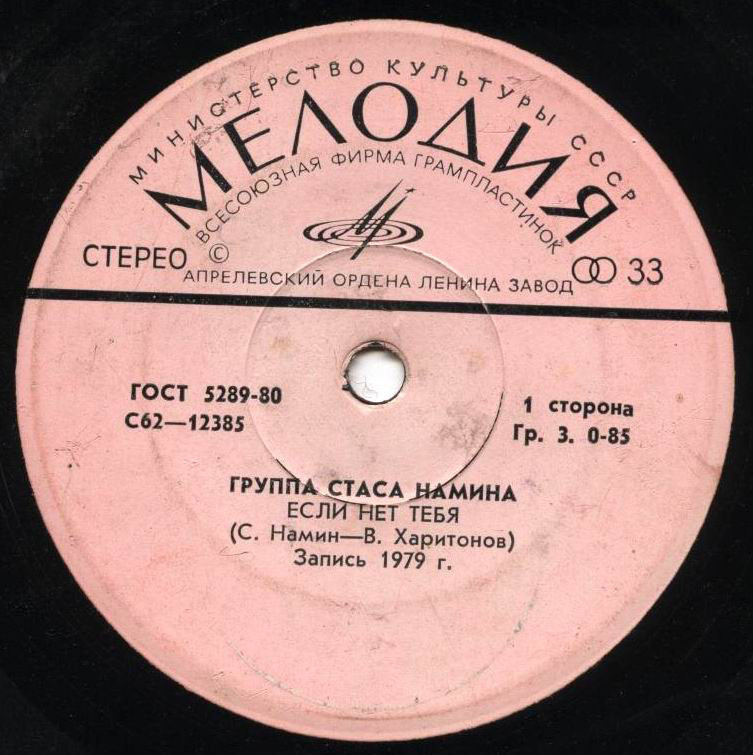 МИНИСТЕРСТВО КУЛЬТУРЫ СССР
МЕЛОДИЯ
ВСЕСОЮЗНАЯ ФИРМА ГРАМПЛАСТИНОК
СТЕРЕО ©
33
АПРЕЛЕВСКИЙ ОРДЕНА ЛЕНИНА ЗАВОД
ГОСТ 5289-80
С62—12385
1 сторона
Гр. 3. 0-85
ГРУППА СТАСА НАМИНА
ЕСЛИ НЕТ ТЕБЯ
(С. Намин—В. Харитонов)
Запись 1979 г.